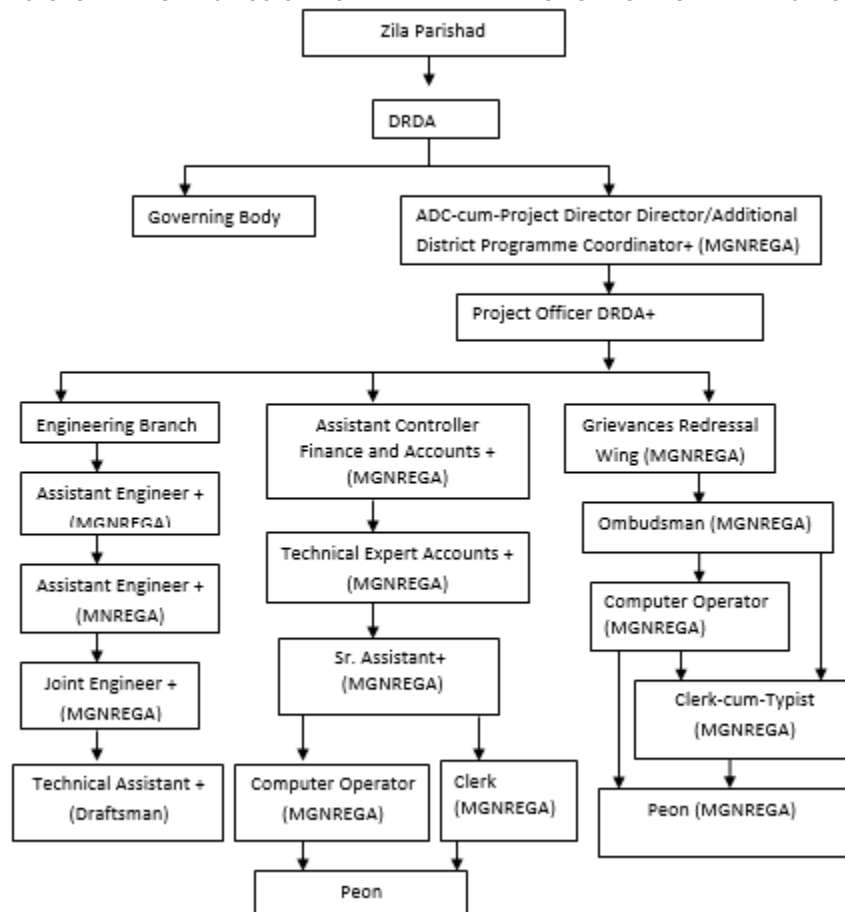 Zila Parishad
DRDA
Governing Body
ADC-cum-Project Director Director/Additional
District Programme Coordinator+ (MGNREGA)
Project Officer DRDA+
Engineering Branch
Assistant Engineer +
(MGNREGA)
Assistant Engineer +
(MNREGA)
Joint Engineer +
(MGNREGA)
Technical Assistant +
(Draftsman)
Assistant Controller
Finance and Accounts +
(MGNREGA)
Technical Expert Accounts +
(MGNREGA)
Sr. Assistant+
(MGNREGA)
Computer Operator
(MGNREGA)
Clerk
(MGNREGA)
Peon
Grievances Redressal
Wing (MGNREGA)
Ombudsman (MGNREGA)
Computer Operator
(MGNREGA)
Clerk-cum-Typist
(MGNREGA)
Peon (MGNREGA)